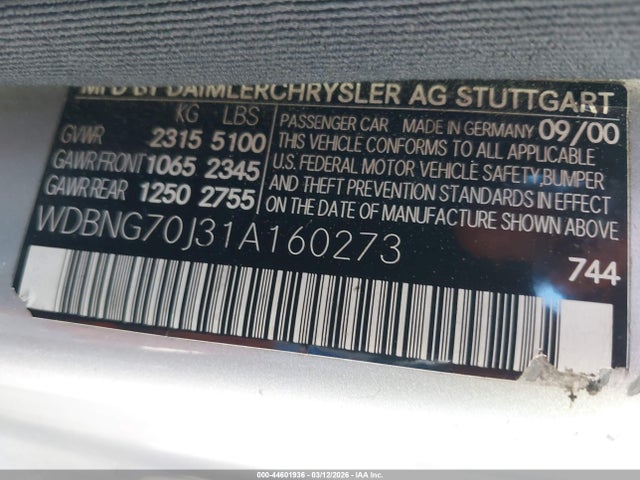 MFD BY DAIMLERCHRYSLER AG STUTTGART
KG LBS
GVWR 2315 5100
GAWR FRONT 1065 2345
GAWR REAR 1250 2755
PASSENGER CAR MADE IN GERMANY 09/00
THIS VEHICLE CONFORMS TO ALL APPLICABLE
U.S. FEDERAL MOTOR VEHICLE SAFETY, BUMPER
AND THEFT PREVENTION STANDARDS IN EFFECT
ON THE DATE OF MANUFACTURE SHOWN ABOVE
WDBNG70J31A160273
744
000-44601936 - 03/12/2026 - IAA Inc.